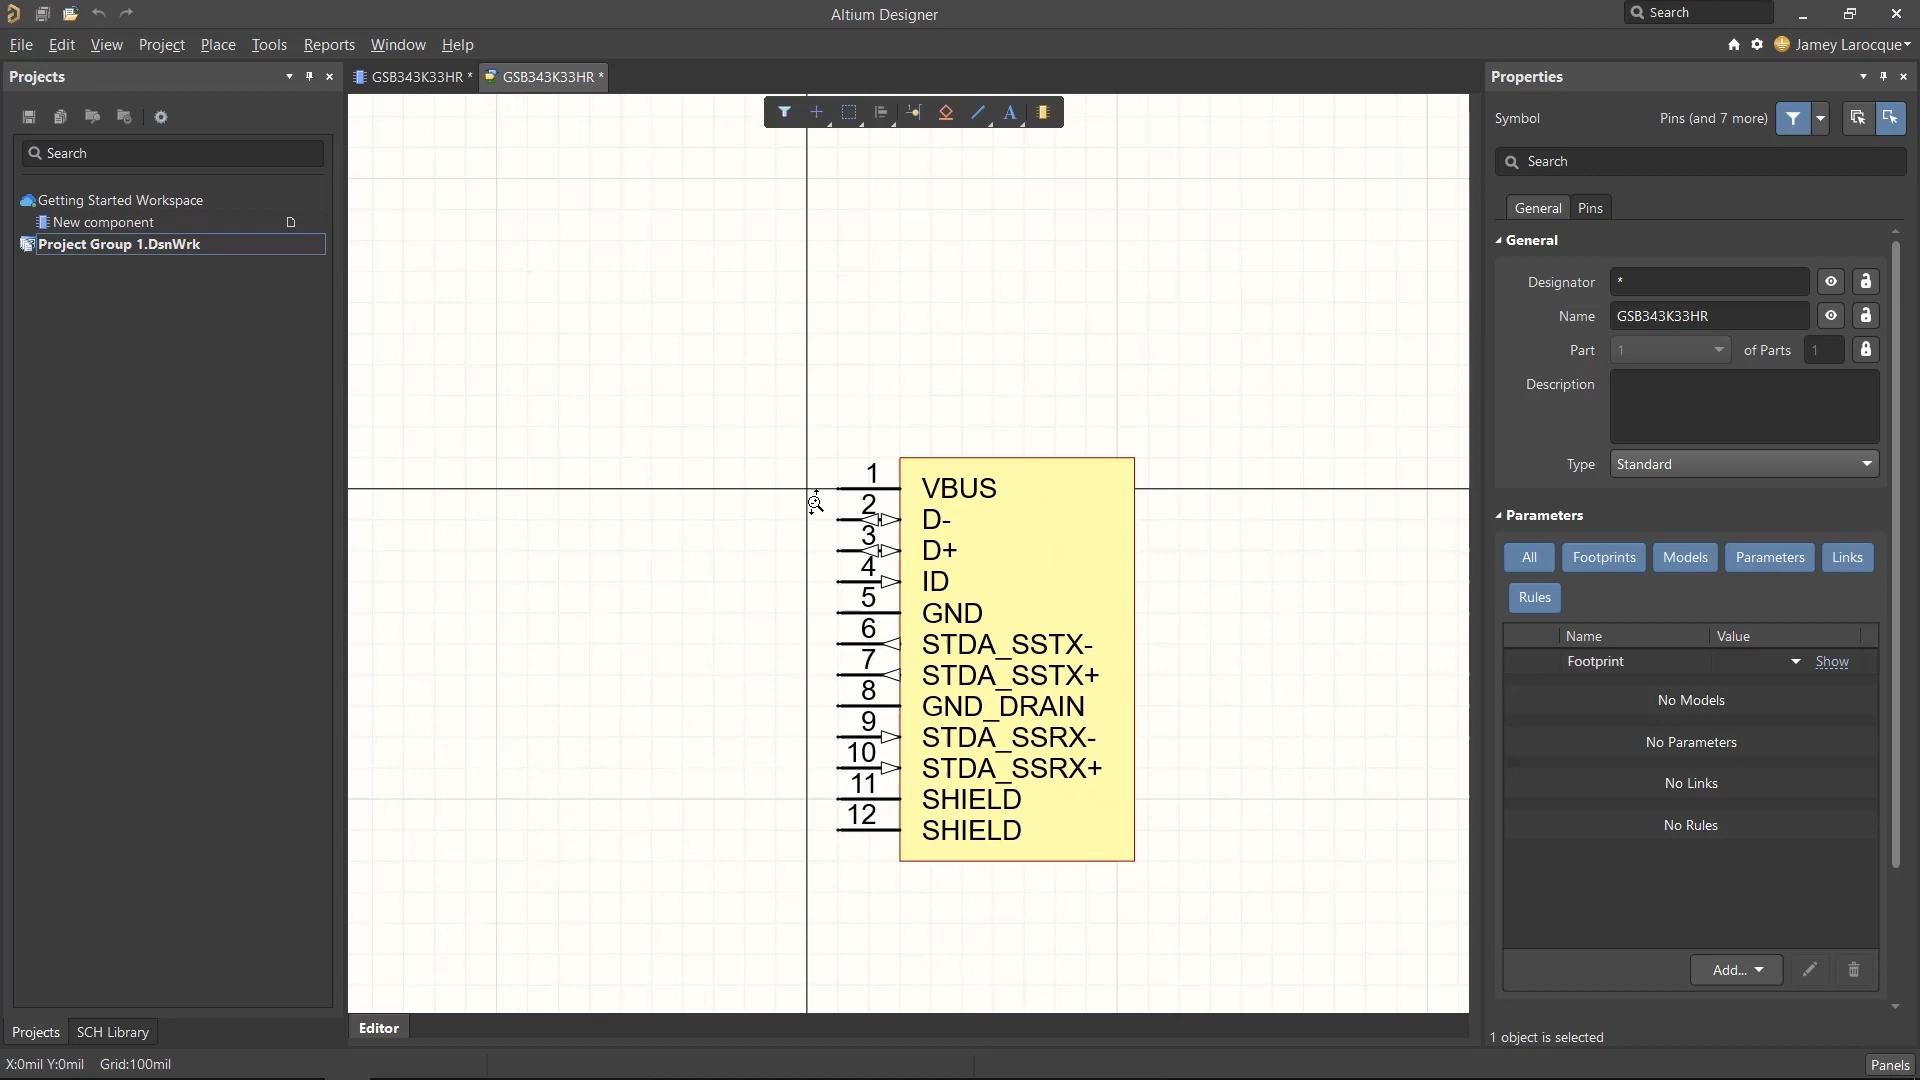 Altium Designer
Search
File Edit View Project Place Tools Reports Window Help
Jamey Larocque
Projects
GSB343K33HR *
GSB343K33HR *
Properties
Symbol
Pins (and 7 more)
Search
Search
Getting Started Workspace
New component
Project Group 1.DsnWrk
General Pins
General
Designator *
Name GSB343K33HR
Part 1 of Parts 1
Description
Type Standard
Parameters
All Footprints Models Parameters Links
Rules
Name Value
Footprint Show
No Models
No Parameters
No Links
No Rules
Add...
1 VBUS
2 D-
3 D+
4 ID
5 GND
6 STDA_SSTX-
7 STDA_SSTX+
8 GND_DRAIN
9 STDA_SSRX-
10 STDA_SSRX+
11 SHIELD
12 SHIELD
Projects SCH Library
Editor
1 object is selected
X:0mil Y:0mil Grid:100mil
Panels